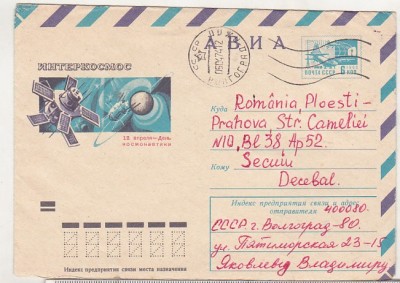 АВИА
ИНТЕРКОСМОС
12 апреля - День
космонавтики
ПОЧТА СССР
6 КОП
Куда România, Ploesti-
Prahova Str. Cameliei
N10, Bl 38 Ap 52.
Кому Secuiu
Decebal.
Индекс предприятия связи и адрес
отправителя 400080
СССР г. Волгоград-80.
ул. Пятиморская 23-15
Яковлеву Владимиру
Индекс предприятия связи места назначения